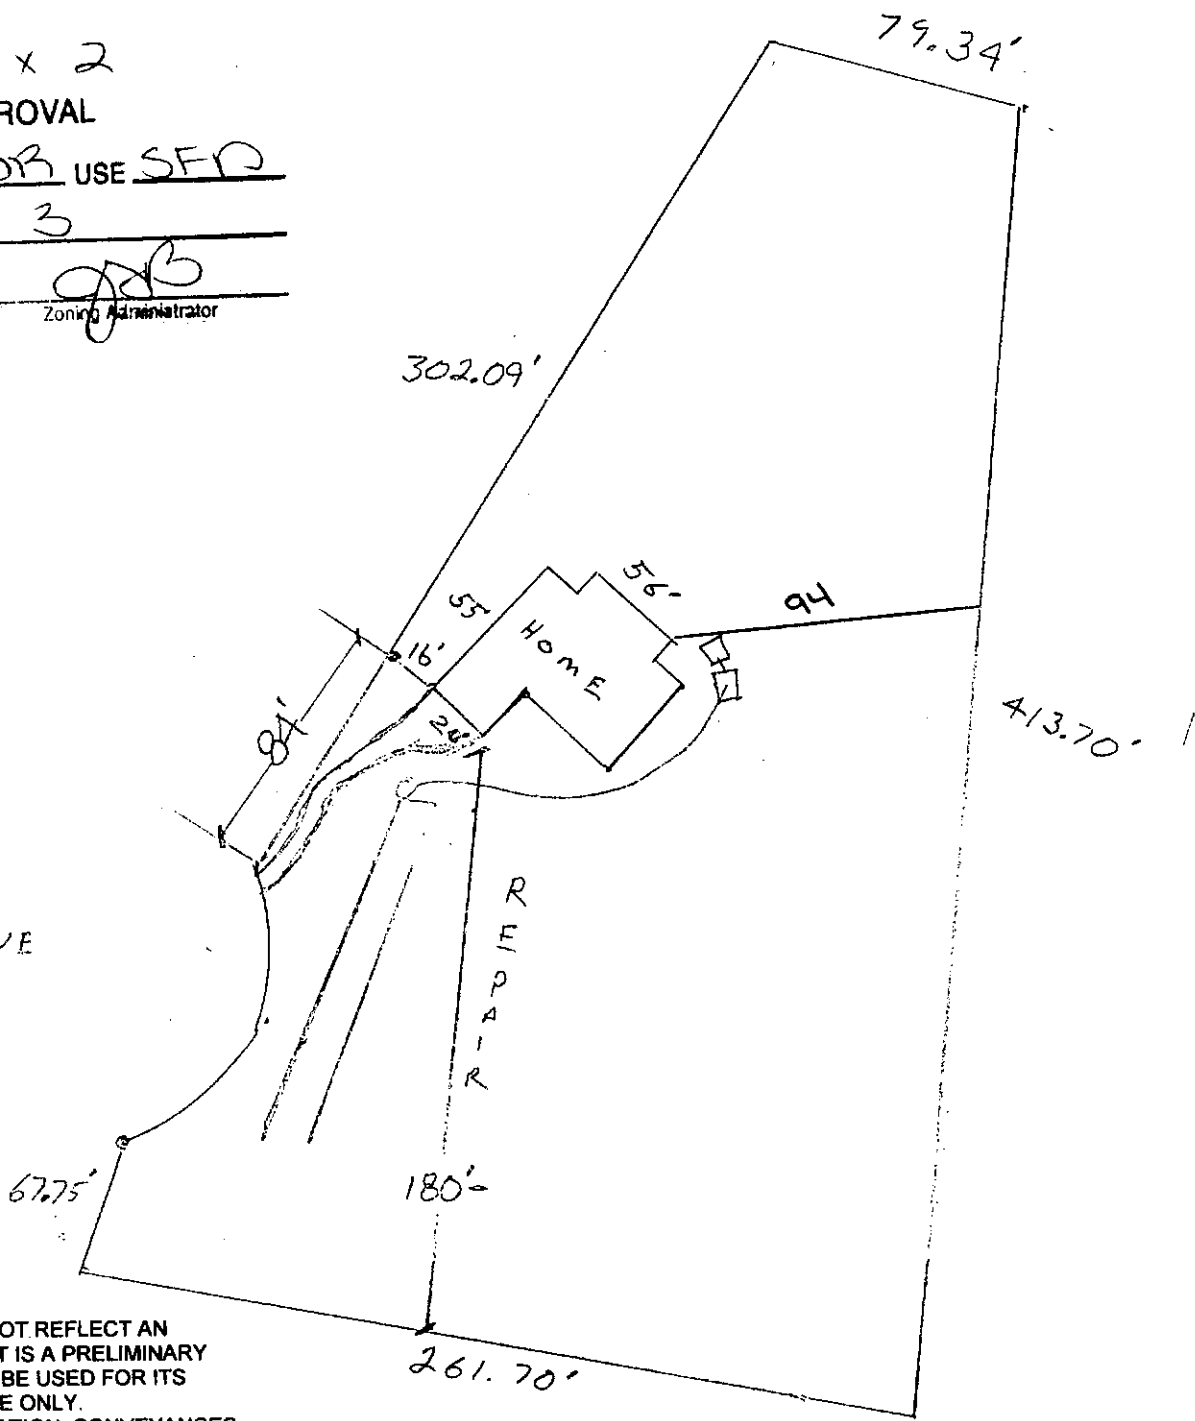 79.34'
x 2
ROVAL
USE SFD
3
Zoning Administrator
302.09'
56'
55'
94
HOME
16'
84'
413.70'
REPAIR
67.75'
180'
261.70'
OT REFLECT AN
T IS A PRELIMINARY
BE USED FOR ITS
E ONLY.